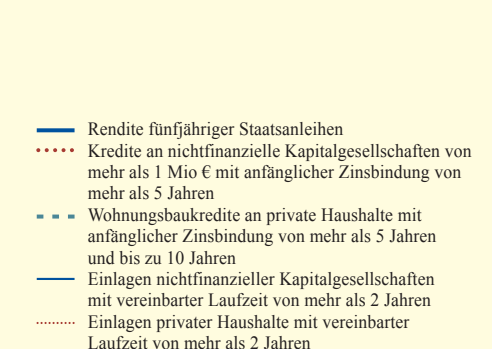 Rendite fünfjähriger Staatsanleihen
Kredite an nichtfinanzielle Kapitalgesellschaften von
mehr als 1 Mio € mit anfänglicher Zinsbindung von
mehr als 5 Jahren
Wohnungsbaukredite an private Haushalte mit
anfänglicher Zinsbindung von mehr als 5 Jahren
und bis zu 10 Jahren
Einlagen nichtfinanzieller Kapitalgesellschaften
mit vereinbarter Laufzeit von mehr als 2 Jahren
Einlagen privater Haushalte mit vereinbarter
Laufzeit von mehr als 2 Jahren